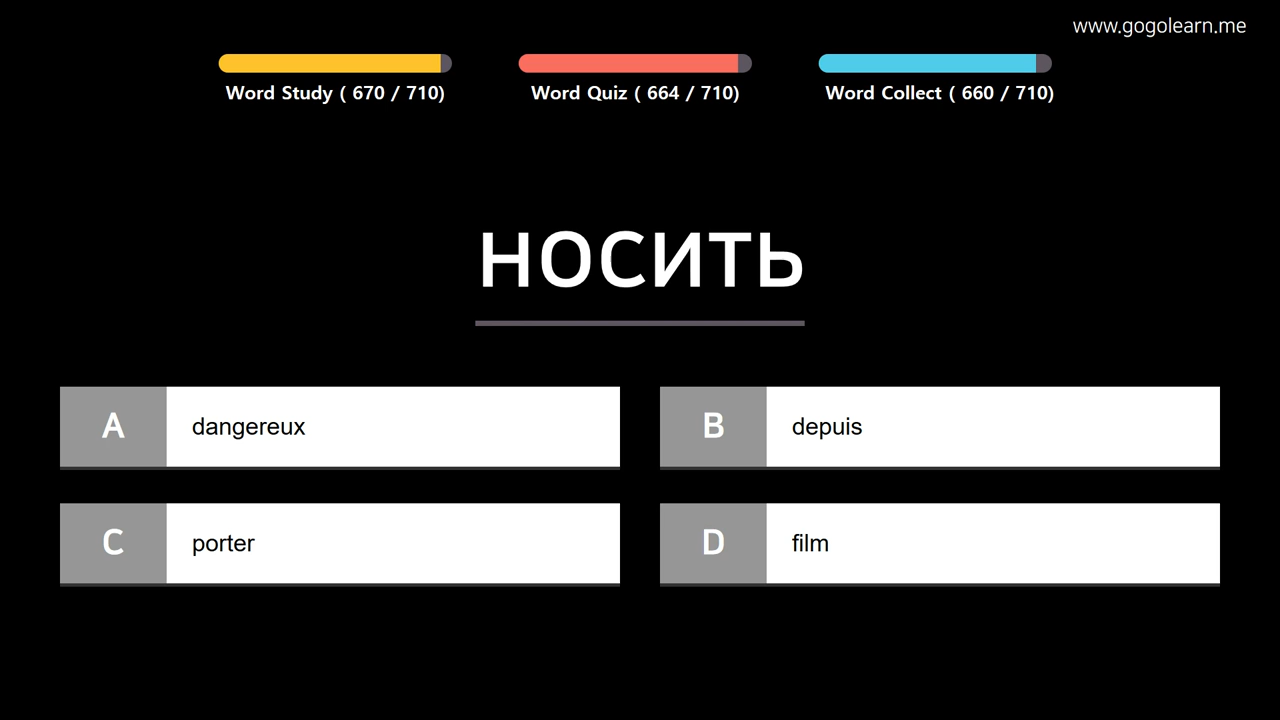 www.gogolearn.me
Word Study ( 670 / 710)
Word Quiz ( 664 / 710)
Word Collect ( 660 / 710)
носить
A dangereux
B depuis
C porter
D film